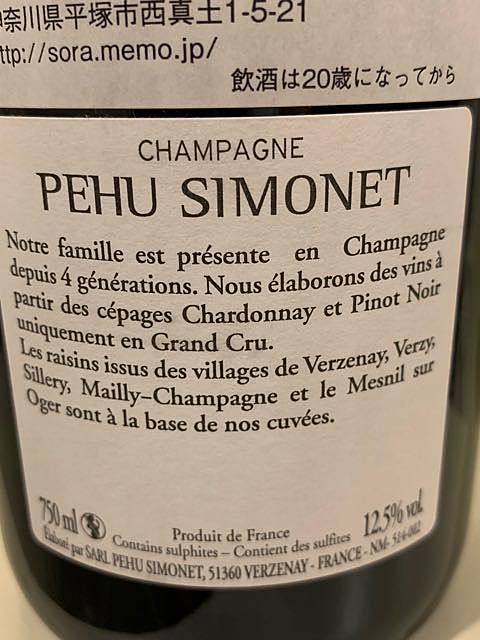 奈川県平塚市西真土1-5-21
ttp://sora.memo.jp/
飲酒は20歳になってから
CHAMPAGNE
PEHU SIMONET
Notre famille est présente en Champagne
depuis 4 générations. Nous élaborons des vins à
partir des cépages Chardonnay et Pinot Noir
uniquement en Grand Cru.
Les raisins issus des villages de Verzenay, Verzy,
Sillery, Mailly-Champagne et le Mesnil sur
Oger sont à la base de nos cuvées.
750 ml 12.5% vol.
Produit de France
Contains sulphites – Contient des sulfites
Élaboré par SARL PEHU SIMONET, 51360 VERZENAY - FRANCE - NM-